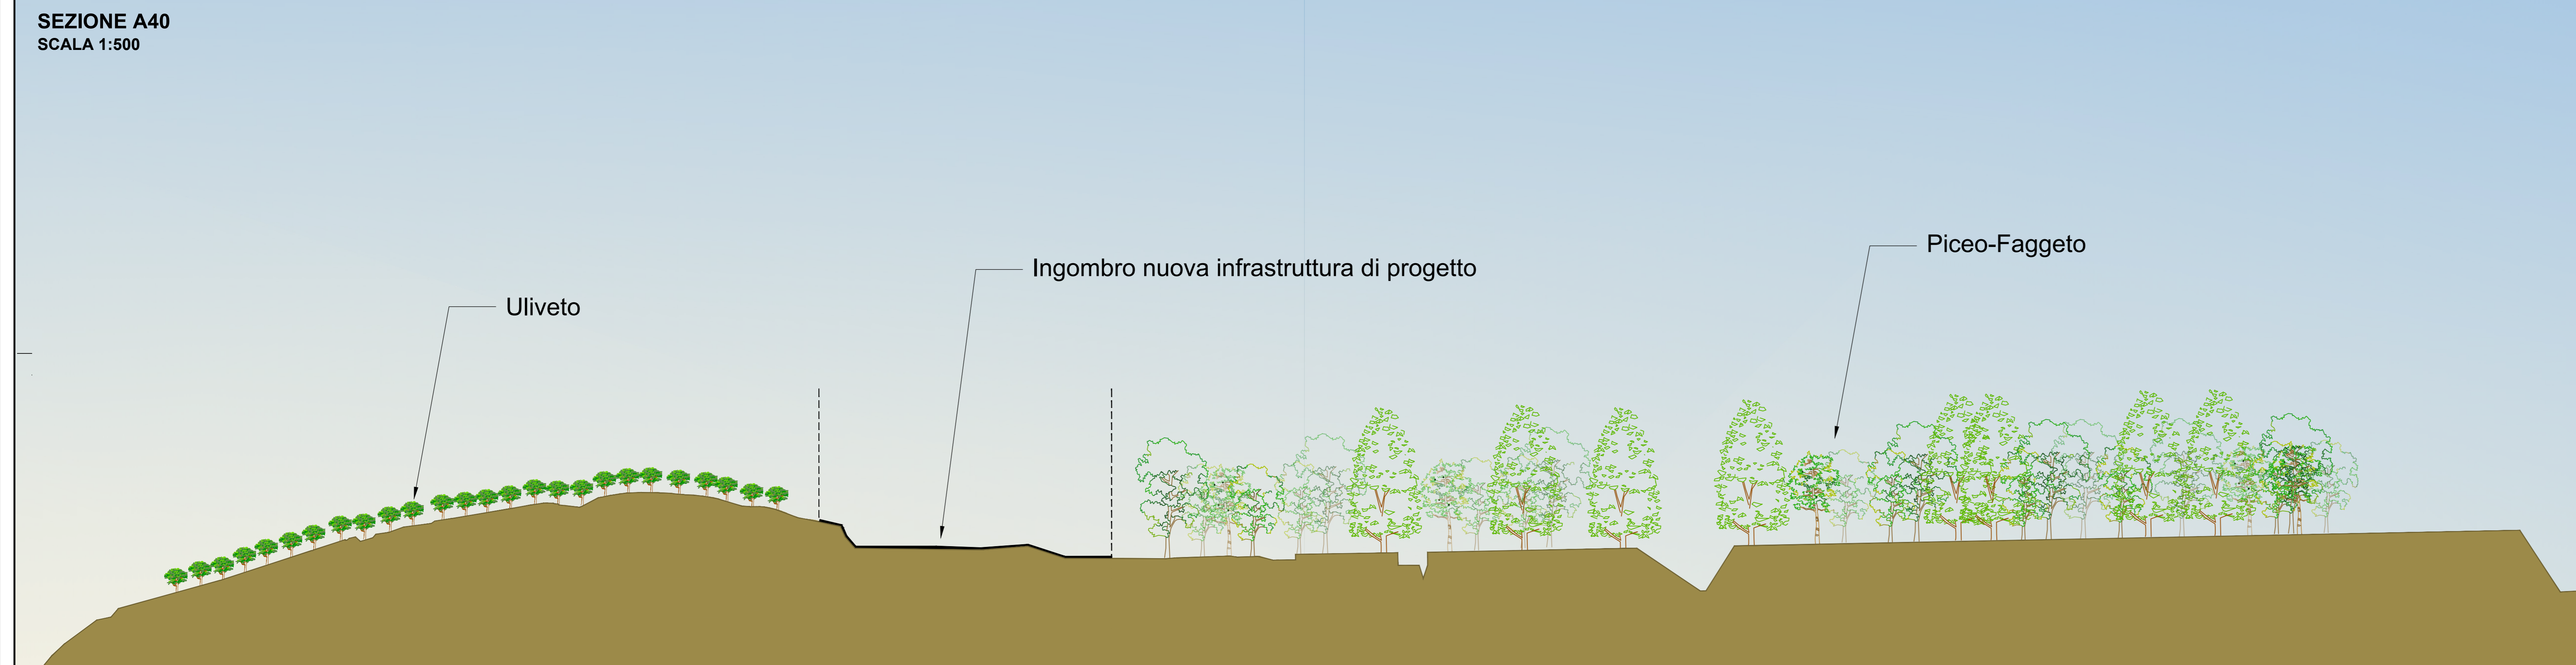 SEZIONE A40
SCALA 1:500
Piceo-Faggeto
Ingombro nuova infrastruttura di progetto
Uliveto